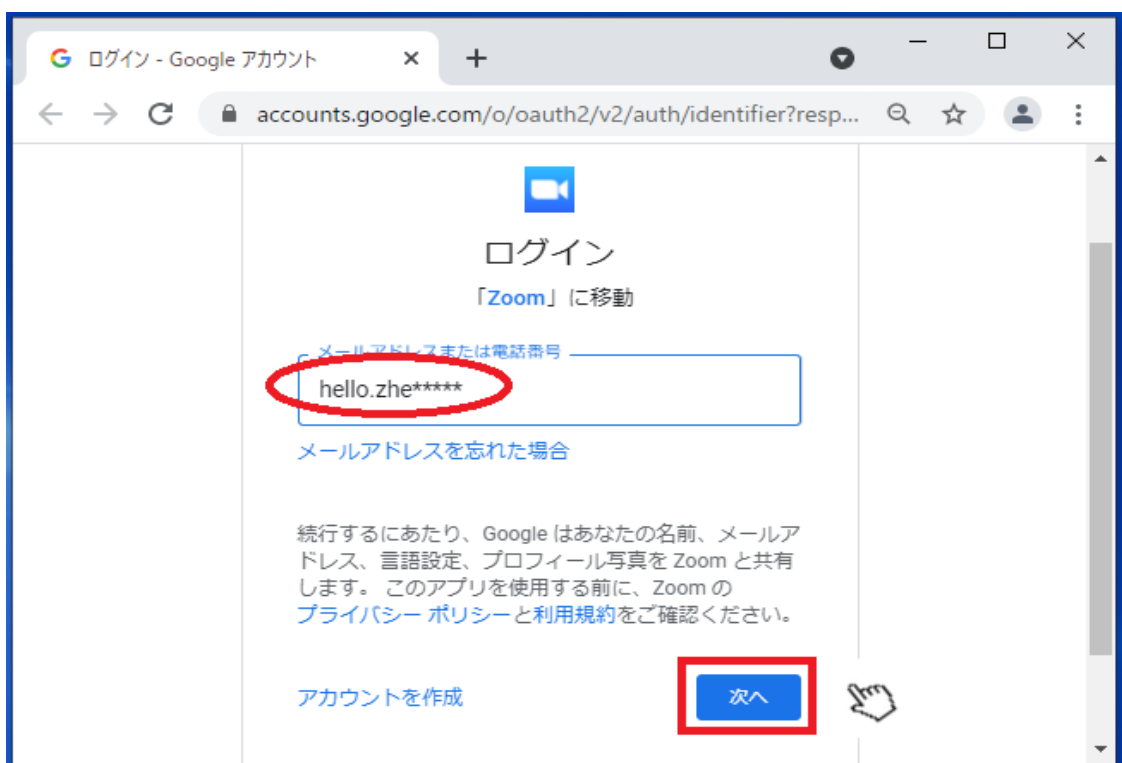 ログイン - Google アカウント
accounts.google.com/o/oauth2/v2/auth/identifier?resp...
ログイン
「Zoom」に移動
メールアドレスまたは電話番号
hello.zhe*****
メールアドレスを忘れた場合
続行するにあたり、Google はあなたの名前、メールア
ドレス、言語設定、プロフィール写真を Zoom と共有
します。 このアプリを使用する前に、Zoom の
プライバシー ポリシーと利用規約をご確認ください。
アカウントを作成
次へ